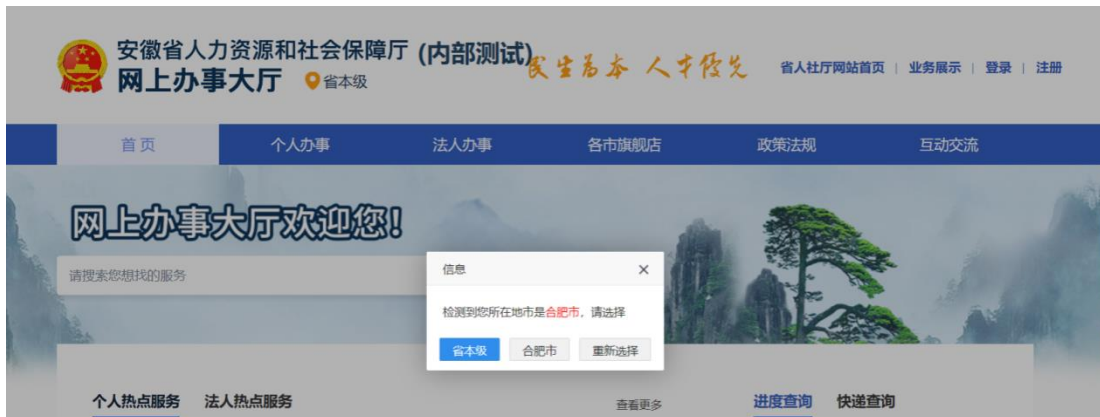 安徽省人力资源和社会保障厅 (内部测试)
网上办事大厅 省本级
民生为本 人才优先
省人社厅网站首页 | 业务展示 | 登录 | 注册
首页 个人办事 法人办事 各市旗舰店 政策法规 互动交流
网上办事大厅欢迎您!
请搜索您想找的服务
信息 ×
检测到您所在地市是合肥市，请选择
省本级 合肥市 重新选择
个人热点服务 法人热点服务 查看更多 进度查询 快递查询